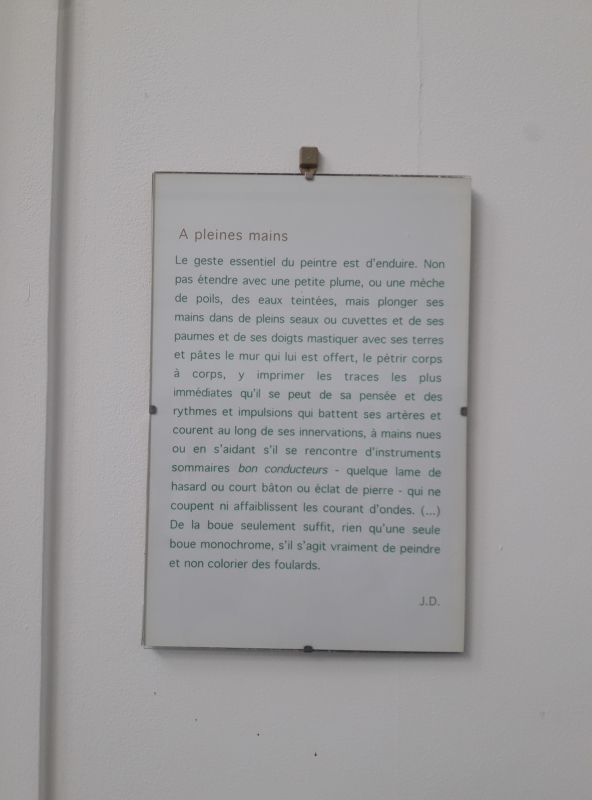 A pleines mains
Le geste essentiel du peintre est d'enduire. Non
pas étendre avec une petite plume, ou une mèche
de poils, des eaux teintées, mais plonger ses
mains dans de pleins seaux ou cuvettes et de ses
paumes et de ses doigts mastiquer avec ses terres
et pâtes le mur qui lui est offert, le pétrir corps
à corps, y imprimer les traces les plus
immédiates qu'il se peut de sa pensée et des
rythmes et impulsions qui battent ses artères et
courent au long de ses innervations, à mains nues
ou en s'aidant s'il se rencontre d'instruments
sommaires bon conducteurs - quelque lame de
hasard ou court bâton ou éclat de pierre - qui ne
coupent ni affaiblissent les courant d'ondes. (...)
De la boue seulement suffit, rien qu'une seule
boue monochrome, s'il s'agit vraiment de peindre
et non colorier des foulards.
J.D.